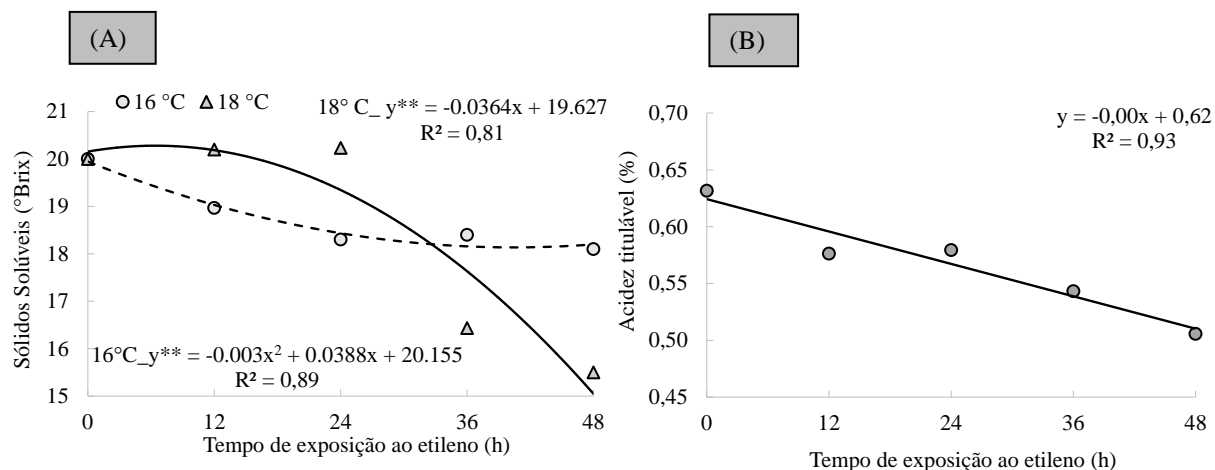 (A)
16 °C 18 °C
18° C_ y** = -0.0364x + 19.627
R² = 0,81
21
20
19
18
17
16
15
Sólidos Solúveis (°Brix)
16°C_y** = -0.003x² + 0.0388x + 20.155
R² = 0,89
0 12 24 36 48
Tempo de exposição ao etileno (h)
(B)
y = -0,00x + 0,62
R² = 0,93
0,70
0,65
0,60
0,55
0,50
0,45
Acidez titulável (%)
0 12 24 36 48
Tempo de exposição ao etileno (h)